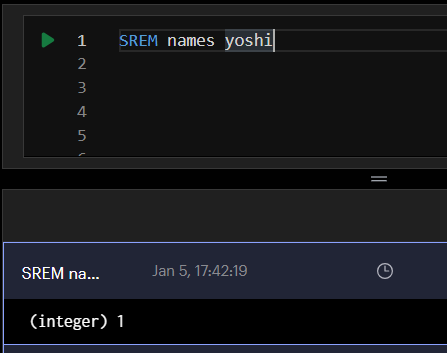 1 SREM names yoshi
2
3
4
5
SREM na... Jan 5, 17:42:19
(integer) 1